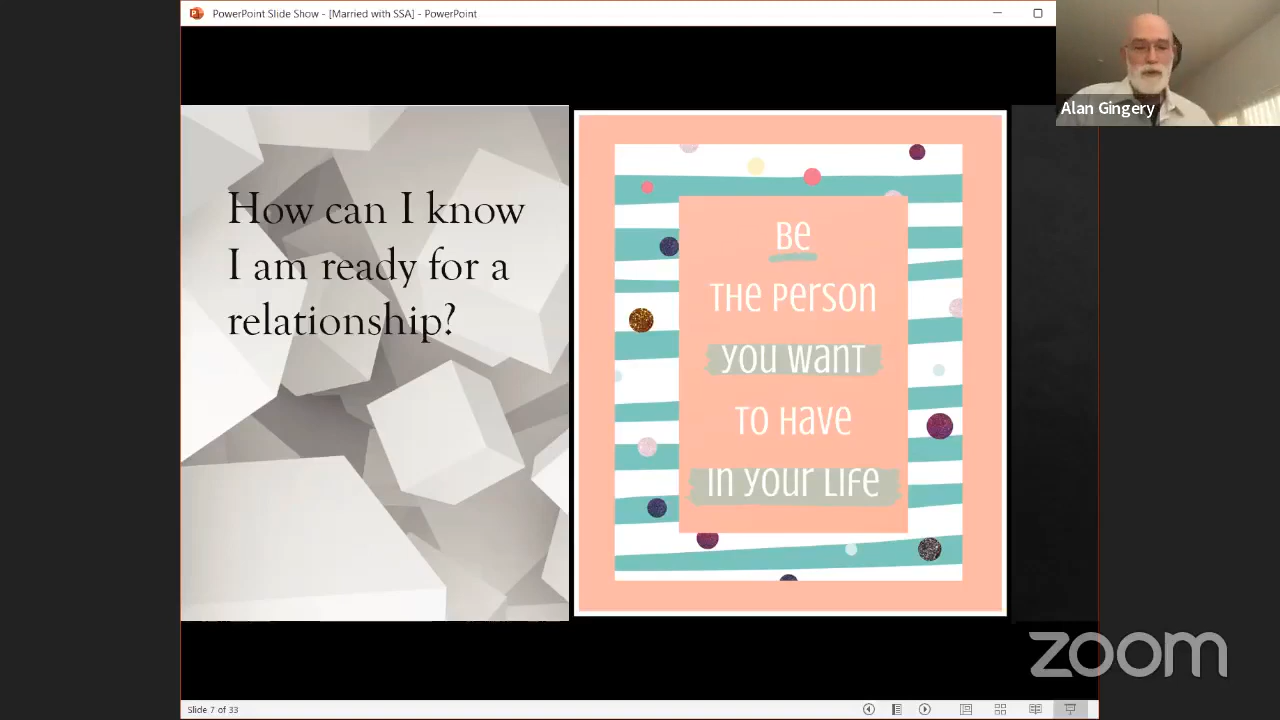 PowerPoint Slide Show - [Married with SSA] - PowerPoint
Alan Gingery
How can I know
I am ready for a
relationship?
Be
THE PERSON
YOU WANT
TO HAVE
IN YOUR LIFE
zoom
Slide 7 of 33